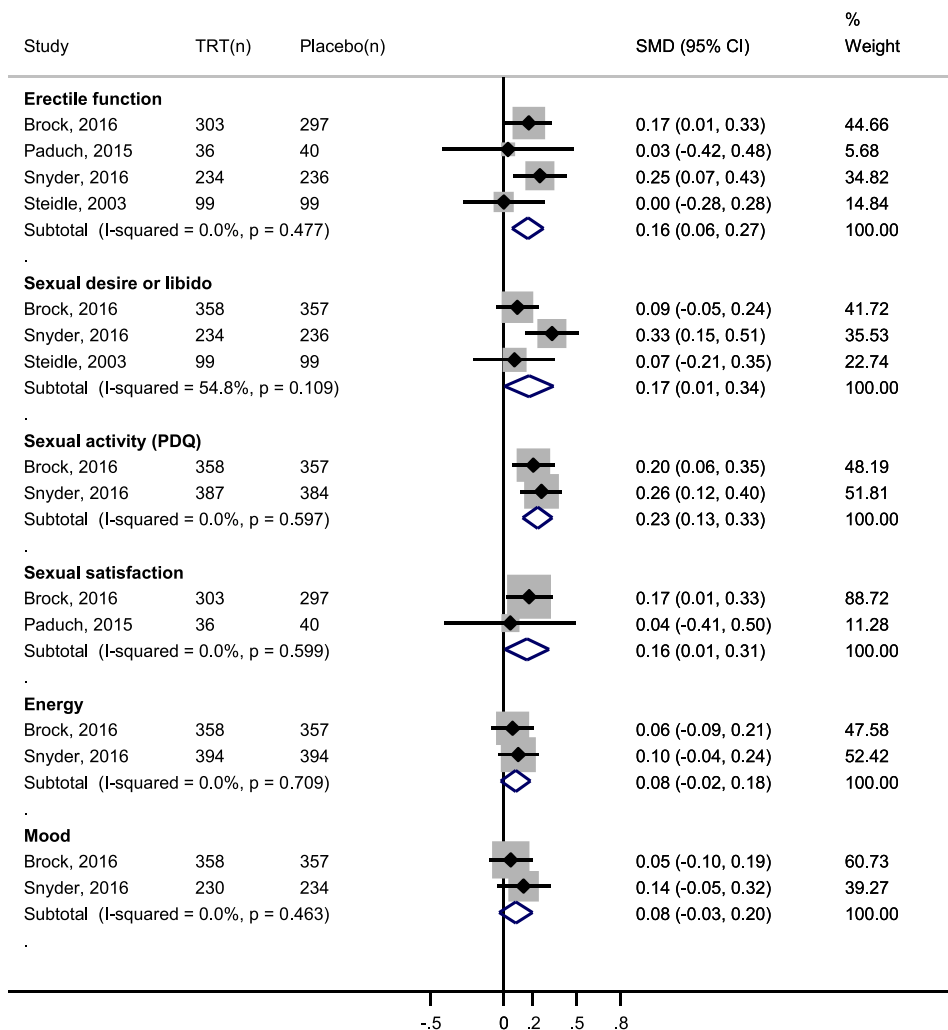 %
Study TRT(n) Placebo(n) SMD (95% CI) Weight
Erectile function
Brock, 2016 303 297 0.17 (0.01, 0.33) 44.66
Paduch, 2015 36 40 0.03 (-0.42, 0.48) 5.68
Snyder, 2016 234 236 0.25 (0.07, 0.43) 34.82
Steidle, 2003 99 99 0.00 (-0.28, 0.28) 14.84
Subtotal (I-squared = 0.0%, p = 0.477) 0.16 (0.06, 0.27) 100.00
.
Sexual desire or libido
Brock, 2016 358 357 0.09 (-0.05, 0.24) 41.72
Snyder, 2016 234 236 0.33 (0.15, 0.51) 35.53
Steidle, 2003 99 99 0.07 (-0.21, 0.35) 22.74
Subtotal (I-squared = 54.8%, p = 0.109) 0.17 (0.01, 0.34) 100.00
.
Sexual activity (PDQ)
Brock, 2016 358 357 0.20 (0.06, 0.35) 48.19
Snyder, 2016 387 384 0.26 (0.12, 0.40) 51.81
Subtotal (I-squared = 0.0%, p = 0.597) 0.23 (0.13, 0.33) 100.00
.
Sexual satisfaction
Brock, 2016 303 297 0.17 (0.01, 0.33) 88.72
Paduch, 2015 36 40 0.04 (-0.41, 0.50) 11.28
Subtotal (I-squared = 0.0%, p = 0.599) 0.16 (0.01, 0.31) 100.00
.
Energy
Brock, 2016 358 357 0.06 (-0.09, 0.21) 47.58
Snyder, 2016 394 394 0.10 (-0.04, 0.24) 52.42
Subtotal (I-squared = 0.0%, p = 0.709) 0.08 (-0.02, 0.18) 100.00
.
Mood
Brock, 2016 358 357 0.05 (-0.10, 0.19) 60.73
Snyder, 2016 230 234 0.14 (-0.05, 0.32) 39.27
Subtotal (I-squared = 0.0%, p = 0.463) 0.08 (-0.03, 0.20) 100.00
.
-.5 0 .2 .5 .8